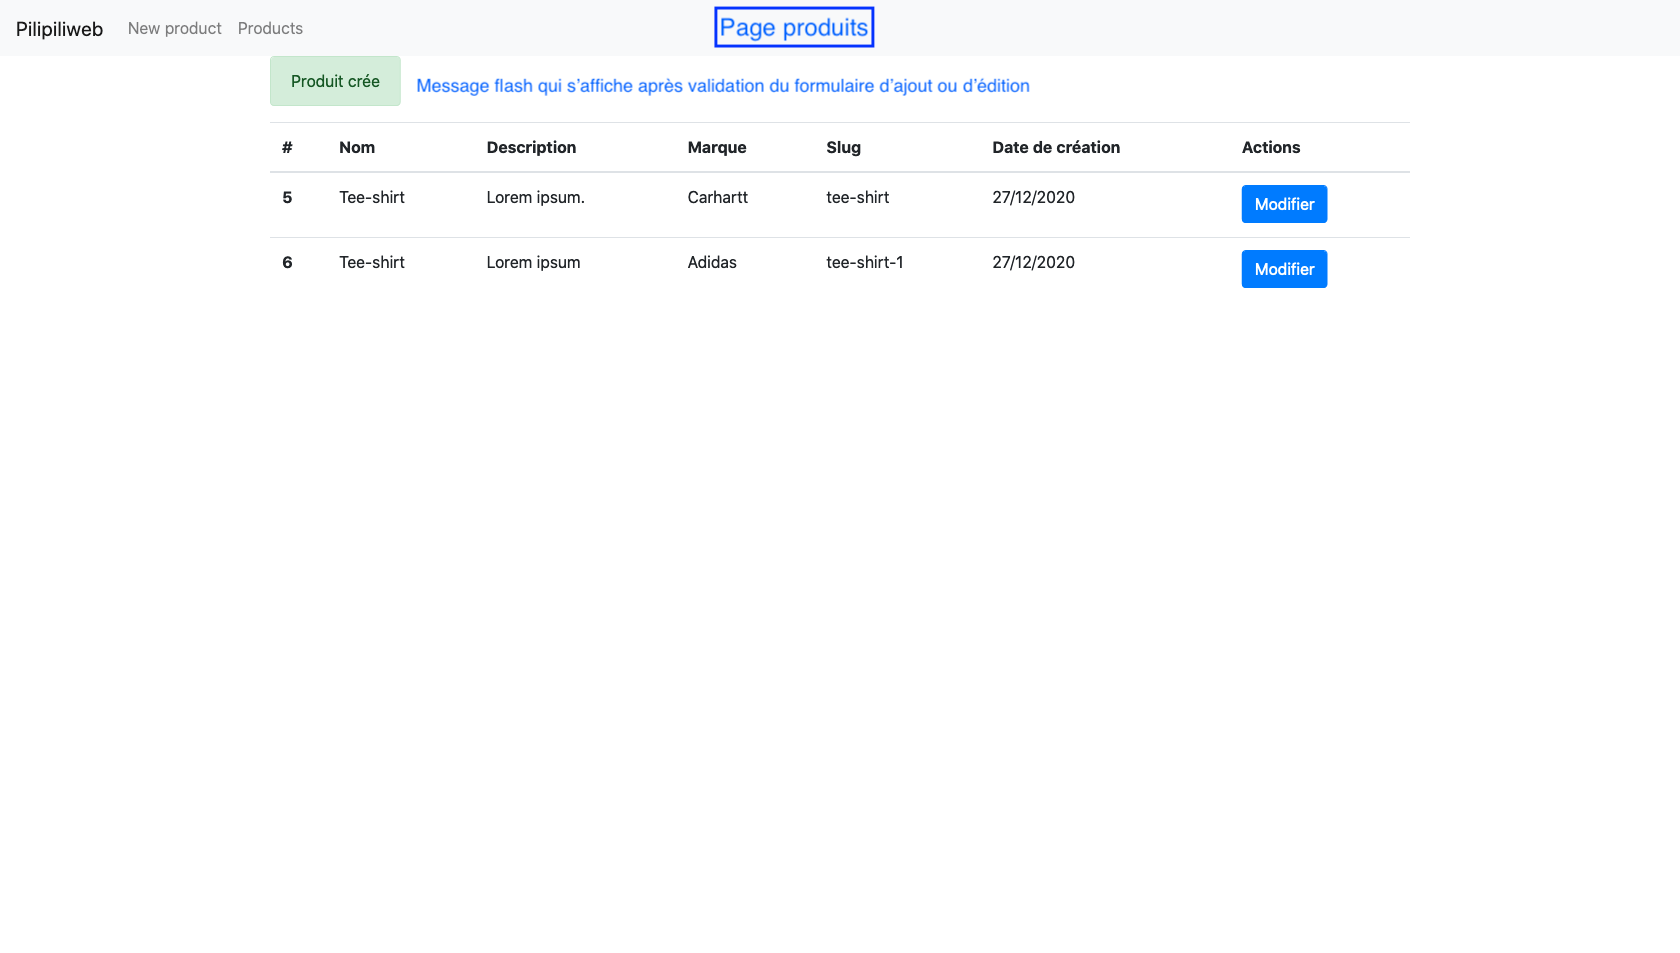 Pilipiliweb New product Products Page produits
Produit crée Message flash qui s'affiche après validation du formulaire d'ajout ou d'édition
# Nom Description Marque Slug Date de création Actions
5 Tee-shirt Lorem ipsum. Carhartt tee-shirt 27/12/2020 Modifier
6 Tee-shirt Lorem ipsum Adidas tee-shirt-1 27/12/2020 Modifier